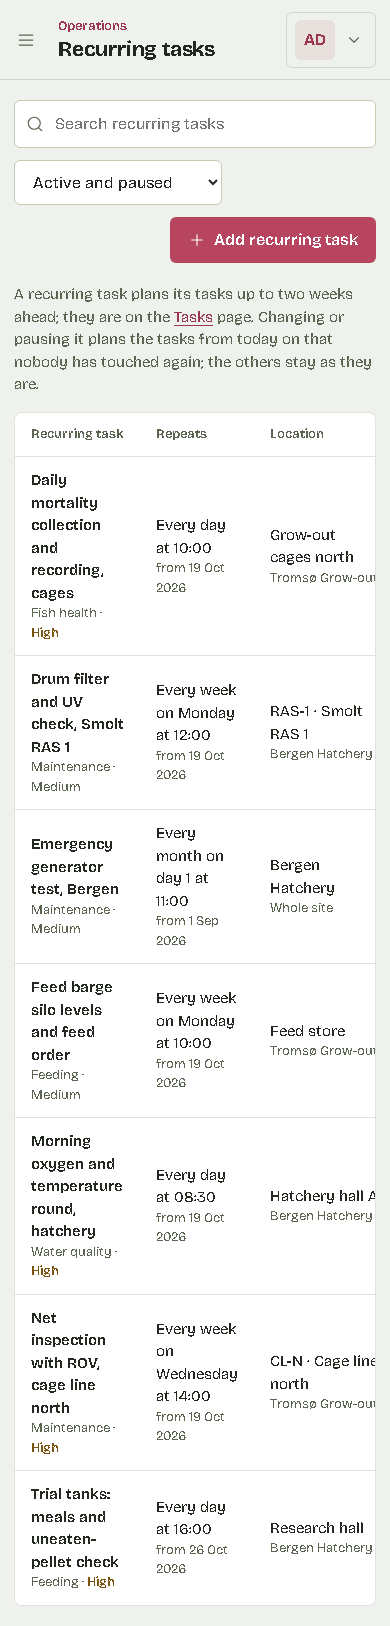 Operations
Recurring tasks
AD
Search recurring tasks
Active and paused
Add recurring task
A recurring task plans its tasks up to two weeks
ahead; they are on the Tasks page. Changing or
pausing it plans the tasks from today on that
nobody has touched again; the others stay as they
are.
Recurring task
Repeats
Location
Daily
mortality
collection
and
recording,
cages
Fish health ·
High
Every day
at 10:00
from 19 Oct
2026
Grow-out
cages north
Tromsø Grow-out
Drum filter
and UV
check, Smolt
RAS 1
Maintenance ·
Medium
Every week
on Monday
at 12:00
from 19 Oct
2026
RAS-1 · Smolt
RAS 1
Bergen Hatchery
Emergency
generator
test, Bergen
Maintenance ·
Medium
Every
month on
day 1 at
11:00
from 1 Sep
2026
Bergen
Hatchery
Whole site
Feed barge
silo levels
and feed
order
Feeding ·
Medium
Every week
on Monday
at 10:00
from 19 Oct
2026
Feed store
Tromsø Grow-out
Morning
oxygen and
temperature
round,
hatchery
Water quality ·
High
Every day
at 08:30
from 19 Oct
2026
Hatchery hall A
Bergen Hatchery
Net
inspection
with ROV,
cage line
north
Maintenance ·
High
Every week
on
Wednesday
at 14:00
from 19 Oct
2026
CL-N · Cage line
north
Tromsø Grow-out
Trial tanks:
meals and
uneaten-
pellet check
Feeding · High
Every day
at 16:00
from 26 Oct
2026
Research hall
Bergen Hatchery